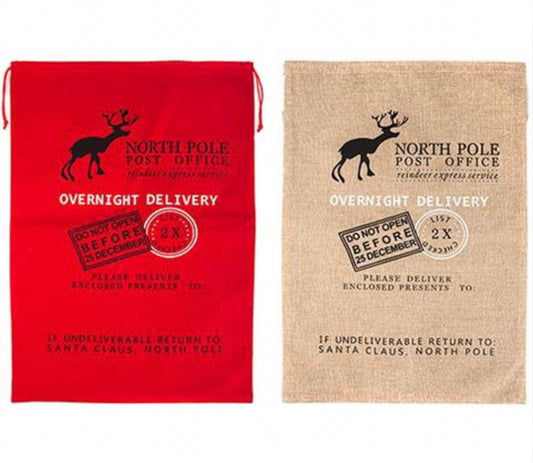 NORTH POLE
POST OFFICE
reindeer express service
OVERNIGHT DELIVERY
DO NOT OPEN
BEFORE
25 DECEMBER
LIST
2X
CHECKED
PLEASE DELIVER
ENCLOSED PRESENTS TO:
IF UNDELIVERABLE RETURN TO:
SANTA CLAUS, NORTH POLE
NORTH POLE
POST OFFICE
reindeer express service
OVERNIGHT DELIVERY
DO NOT OPEN
BEFORE
25 DECEMBER
LIST
2X
CHECKED
PLEASE DELIVER
ENCLOSED PRESENTS TO:
IF UNDELIVERABLE RETURN TO:
SANTA CLAUS, NORTH POLE